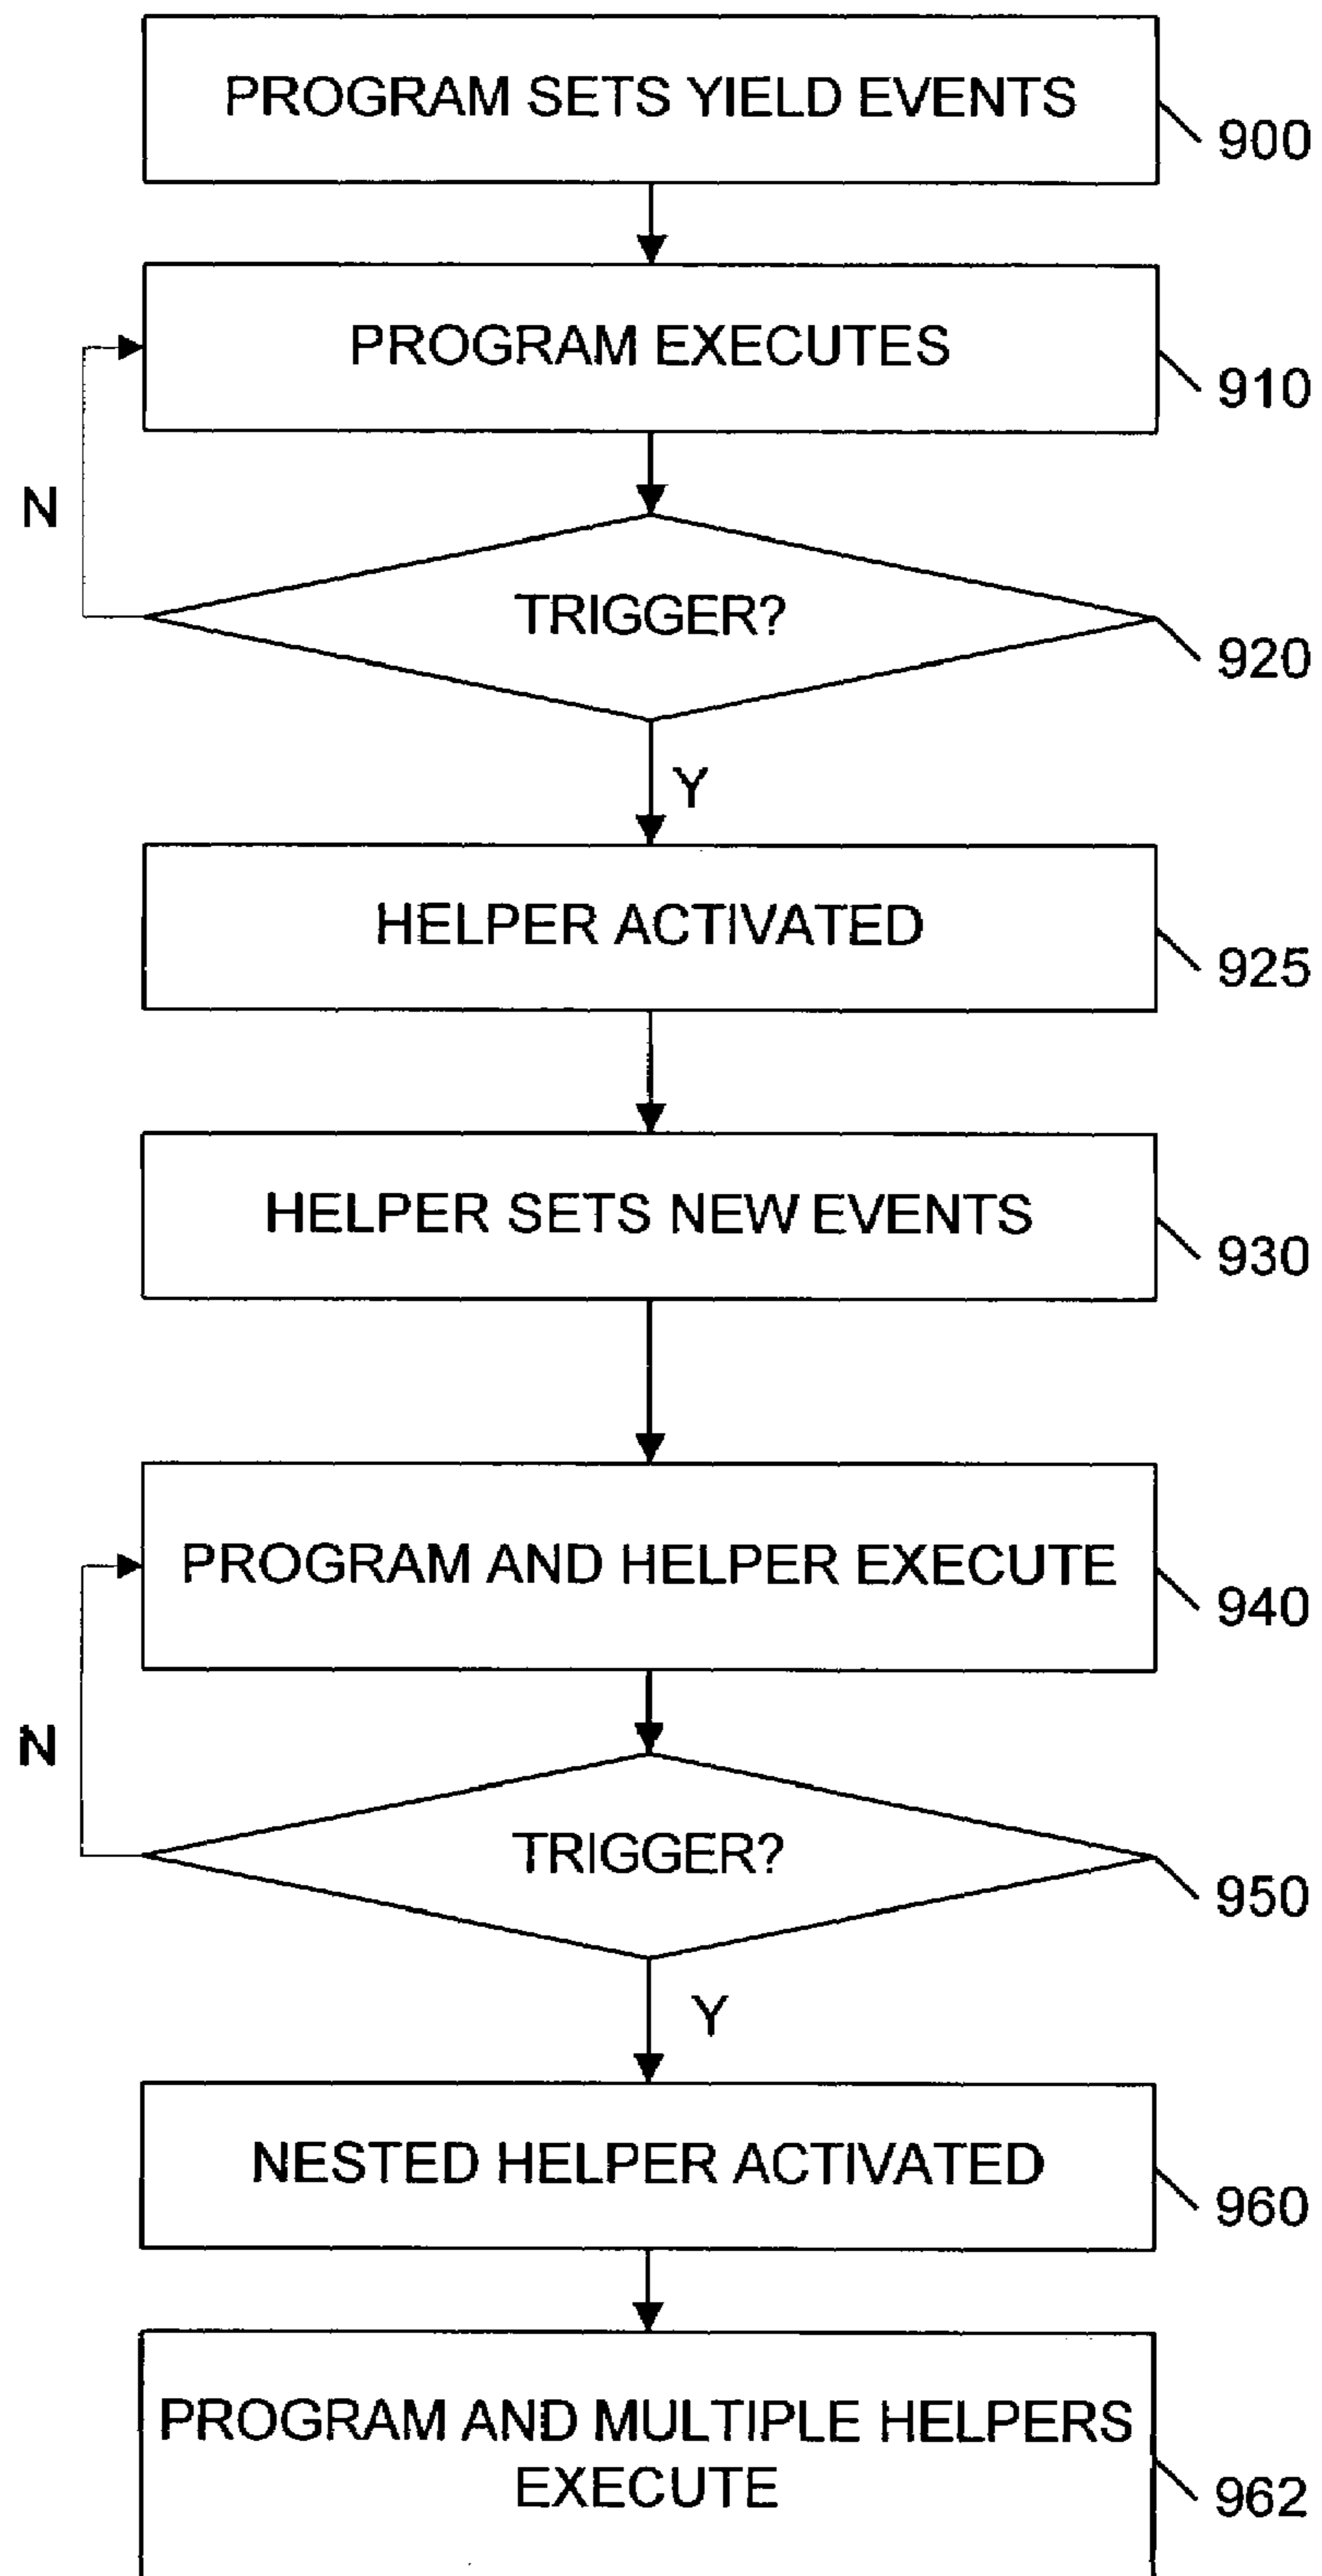 PROGRAM SETS YIELD EVENTS
900
PROGRAM EXECUTES
910
N
TRIGGER?
920
Y
HELPER ACTIVATED
925
HELPER SETS NEW EVENTS
930
PROGRAM AND HELPER EXECUTE
940
N
TRIGGER?
950
Y
NESTED HELPER ACTIVATED
960
PROGRAM AND MULTIPLE HELPERS
EXECUTE
962